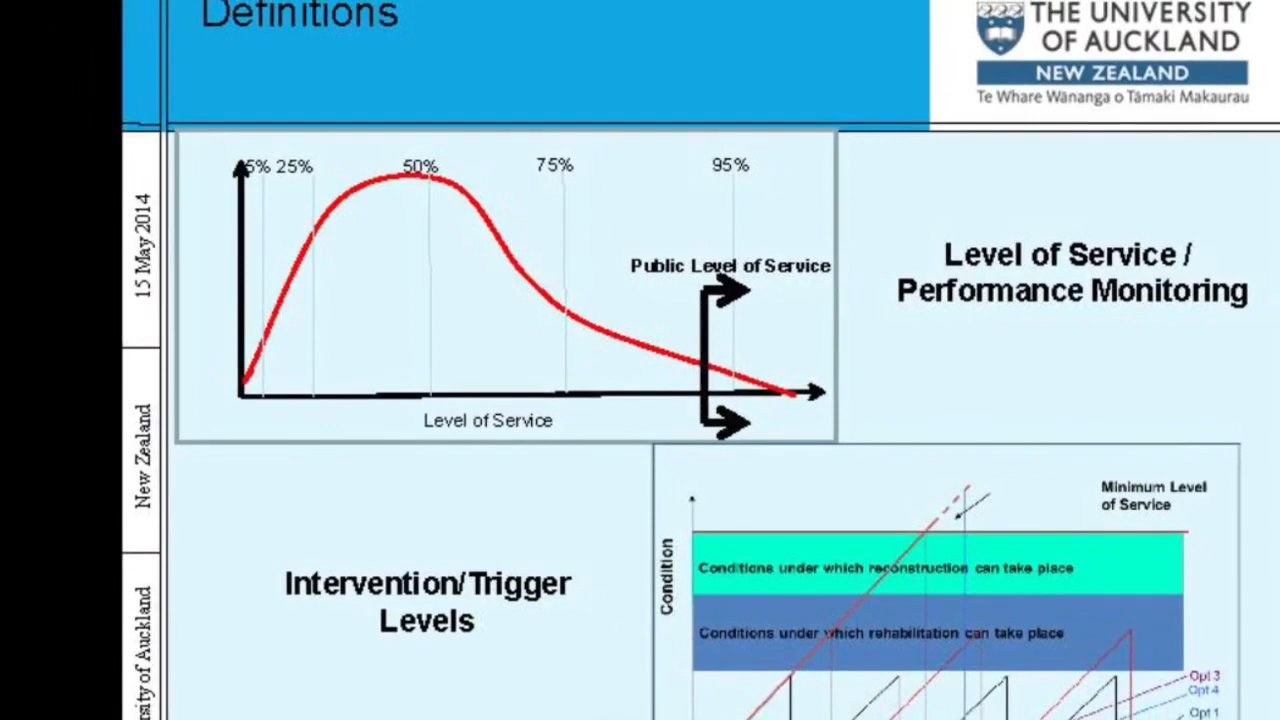 Definitions
THE UNIVERSITY
OF AUCKLAND
NEW ZEALAND
Te Whare Wānanga o Tāmaki Makaurau
15 May 2014
New Zealand
of Auckland
25%
50%
75%
95%
Public Level of Service
Level of Service
Level of Service /
Performance Monitoring
Intervention/Trigger
Levels
Minimum Level
of Service
Condition
Conditions under which reconstruction can take place
Conditions under which rehabilitation can take place
Opt 3
Opt 4
Opt 1